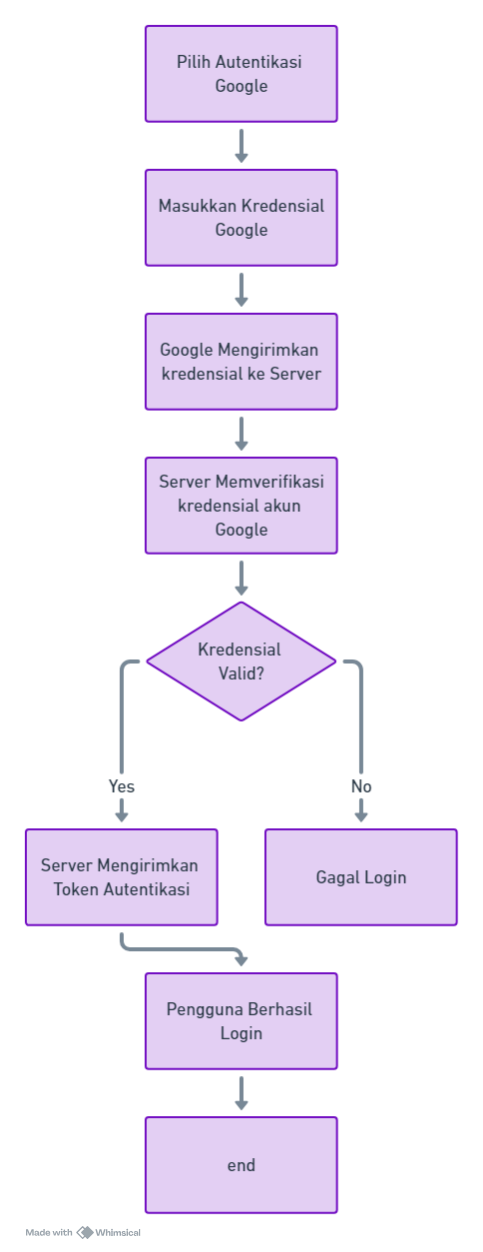 Pilih Autentikasi
Google
Masukkan Kredensial
Google
Google Mengirimkan
kredensial ke Server
Server Memverifikasi
kredensial akun
Google
Kredensial
Valid?
Yes
No
Server Mengirimkan
Token Autentikasi
Gagal Login
Pengguna Berhasil
Login
end
Made with Whimsical